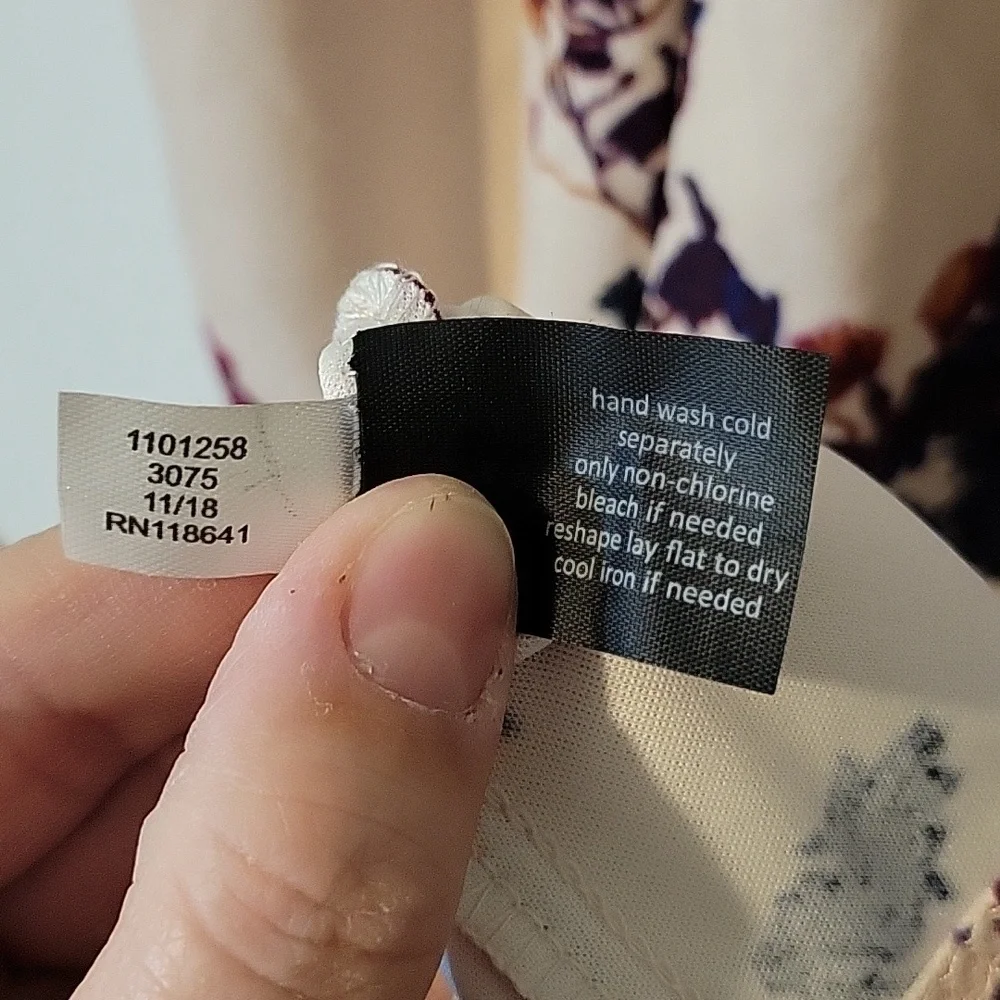 1101258
3075
11/18
RN118641
hand wash cold
separately
only non-chlorine
bleach if needed
reshape lay flat to dry
cool iron if needed